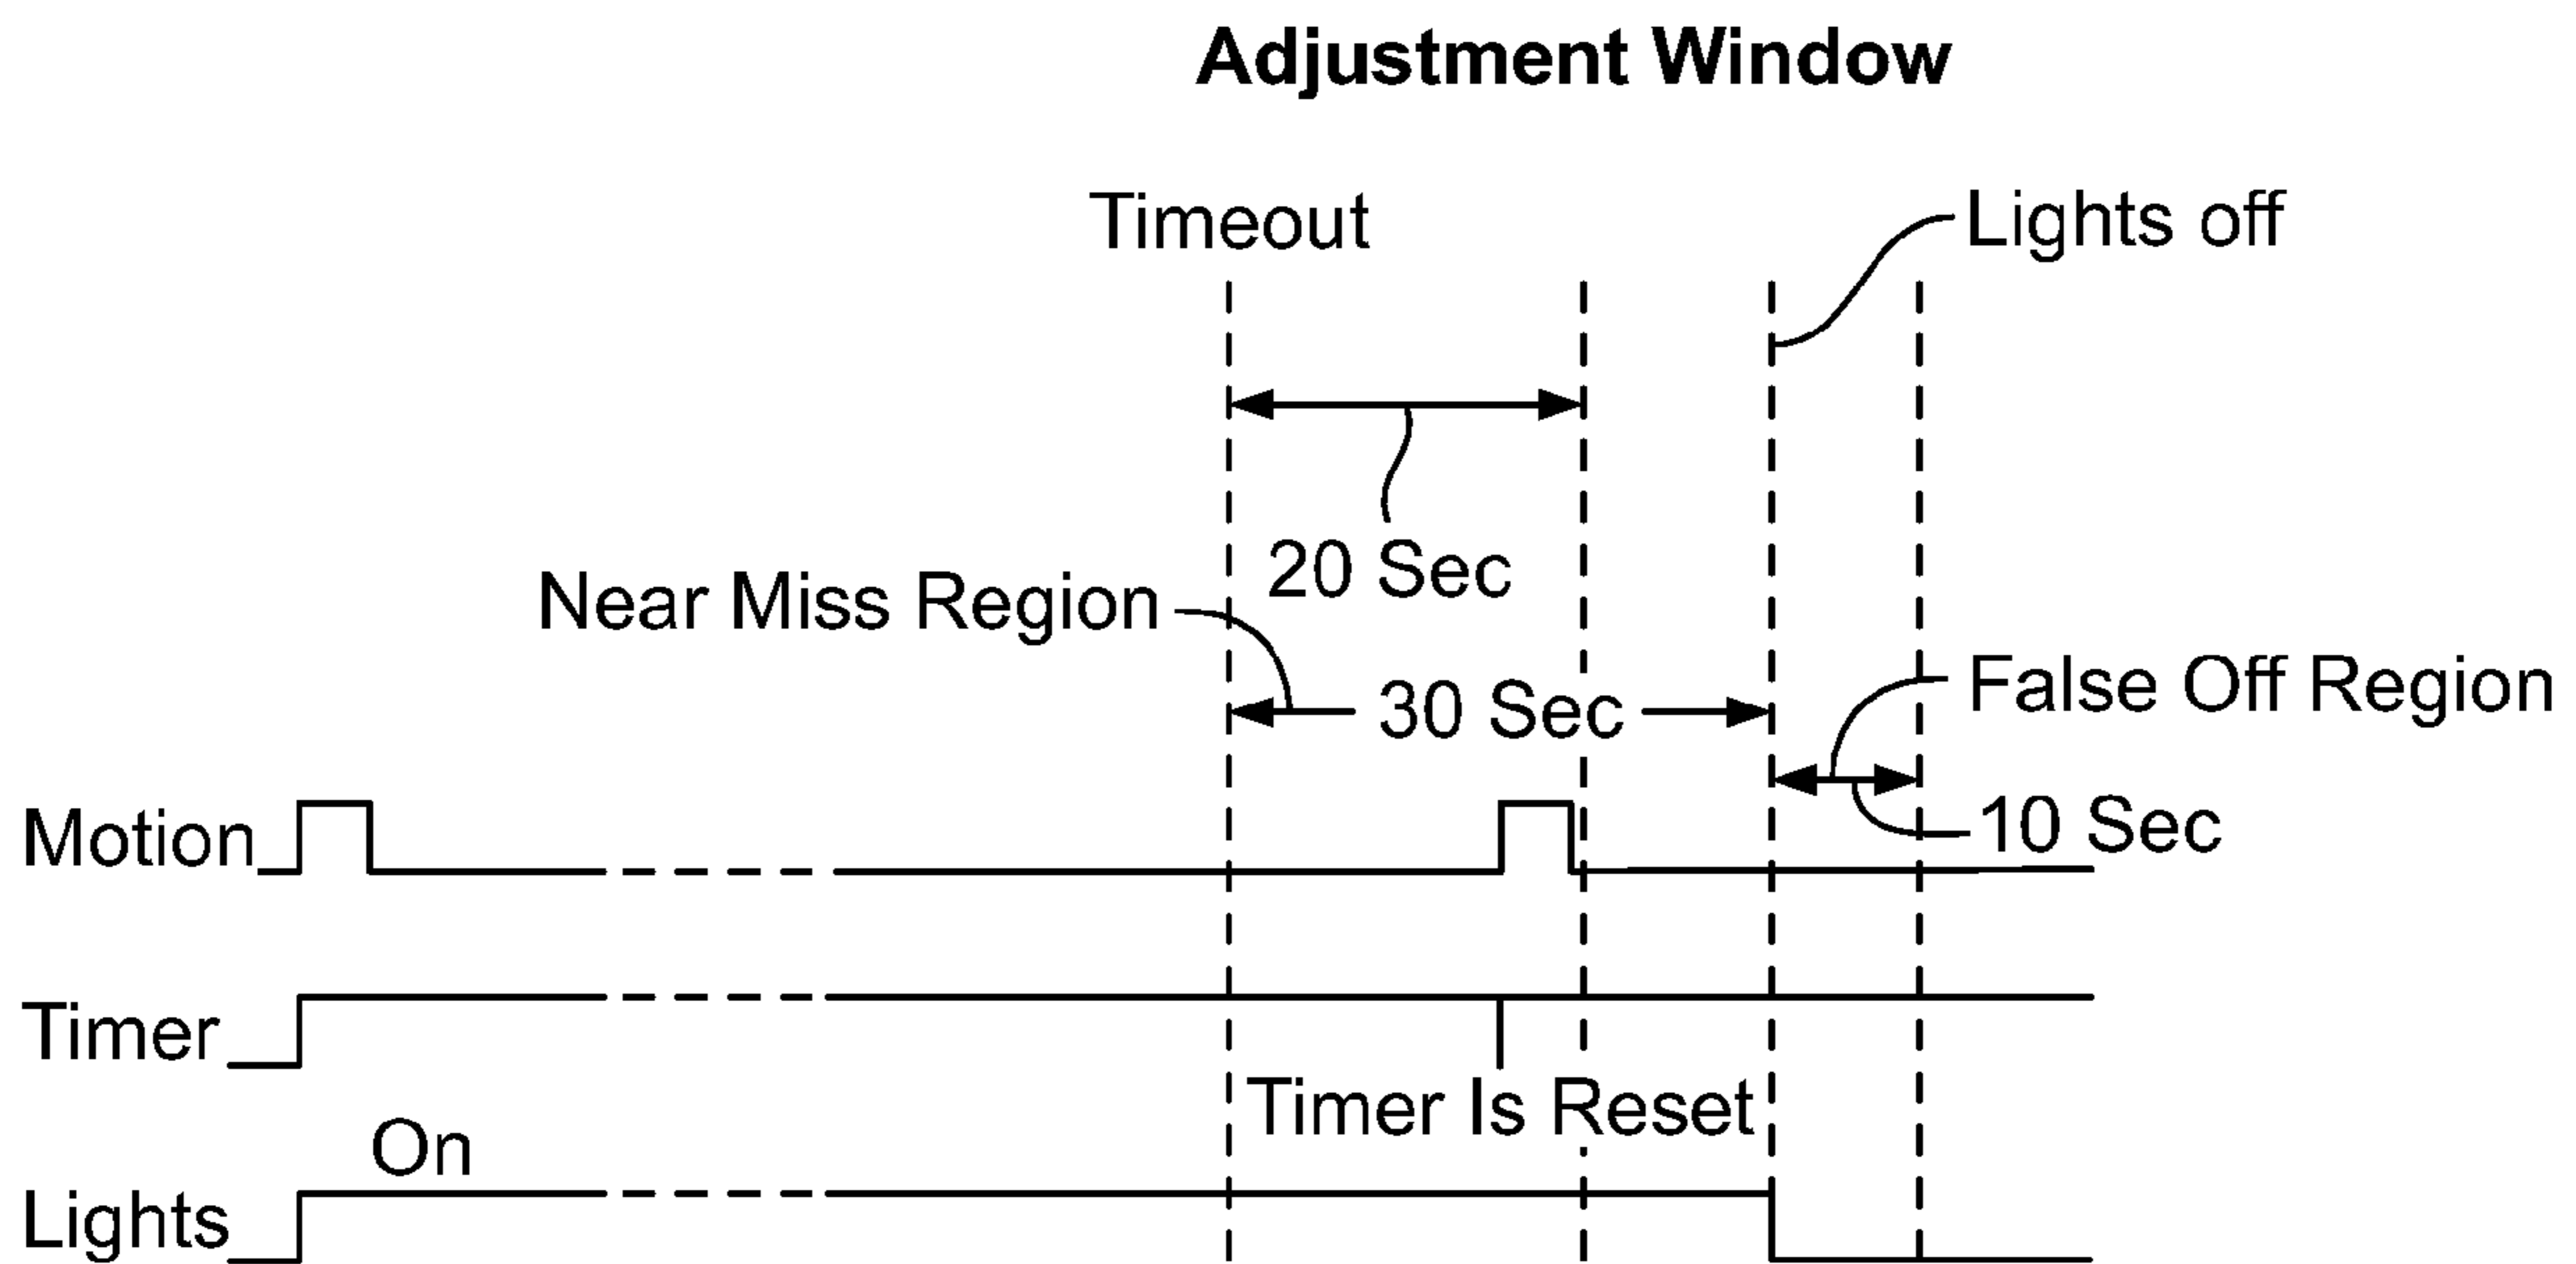 Adjustment Window
Timeout
Lights off
20 Sec
Near Miss Region
30 Sec
False Off Region
10 Sec
Motion
Timer
Timer Is Reset
On
Lights